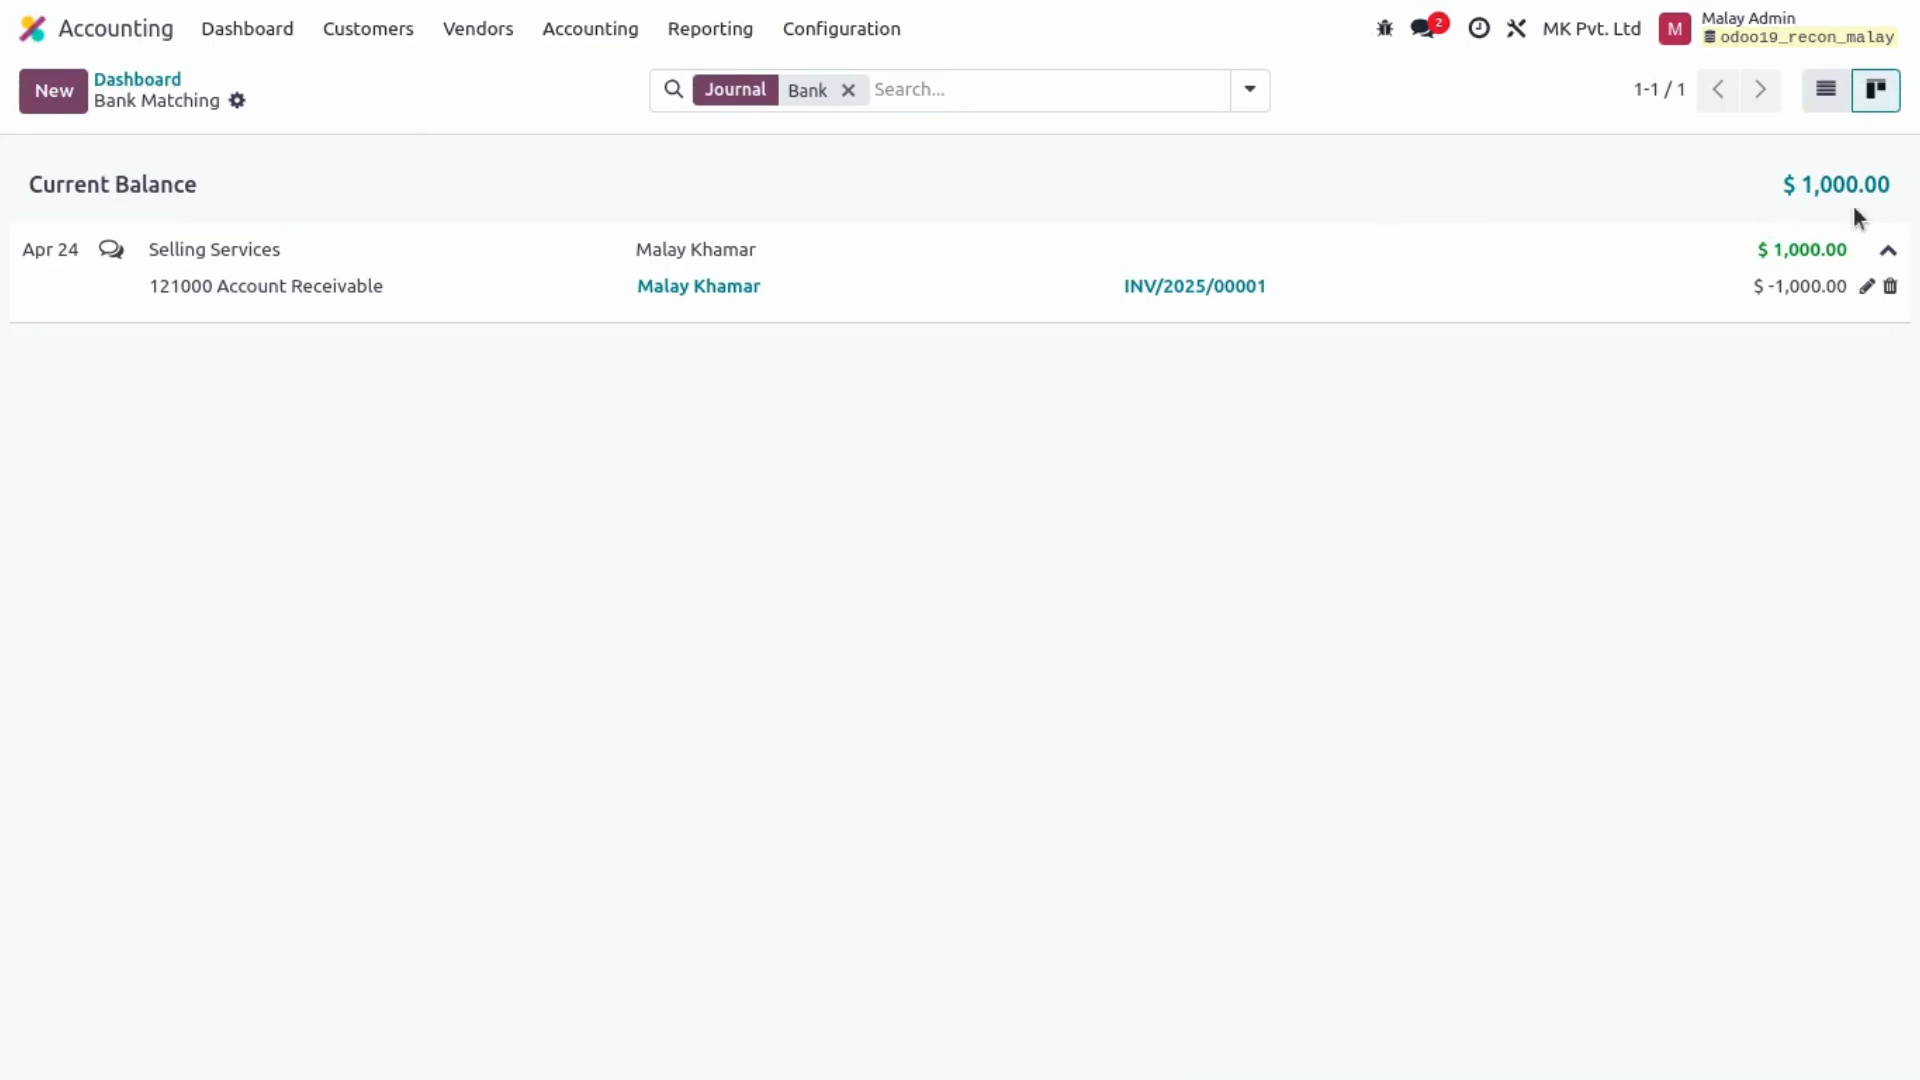 Accounting Dashboard Customers Vendors Accounting Reporting Configuration 2 MK Pvt. Ltd M Malay Admin
odoo19_recon_malay
New Dashboard
Bank Matching
Journal Bank Search... 1-1 / 1
Current Balance $ 1,000.00
Apr 24 Selling Services Malay Khamar $ 1,000.00
121000 Account Receivable Malay Khamar INV/2025/00001 $ -1,000.00